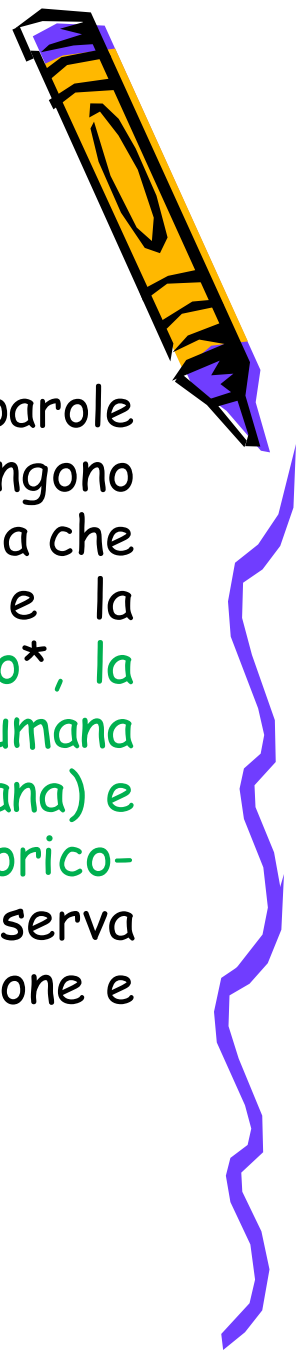 parole
ngono
a che
e la
o*, la
umana
ana) e
orico-
serva
one e